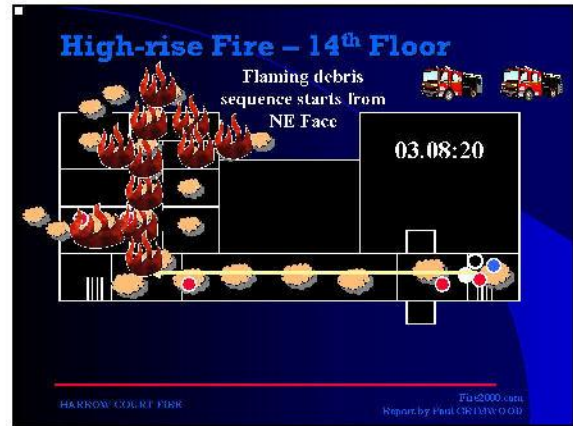 High-rise Fire – 14th Floor
Flaming debris
sequence starts from
NE Face
03.08:20
HARROW COURT FIRE
Fire2000.com
Report by Paul GRIMWOOD